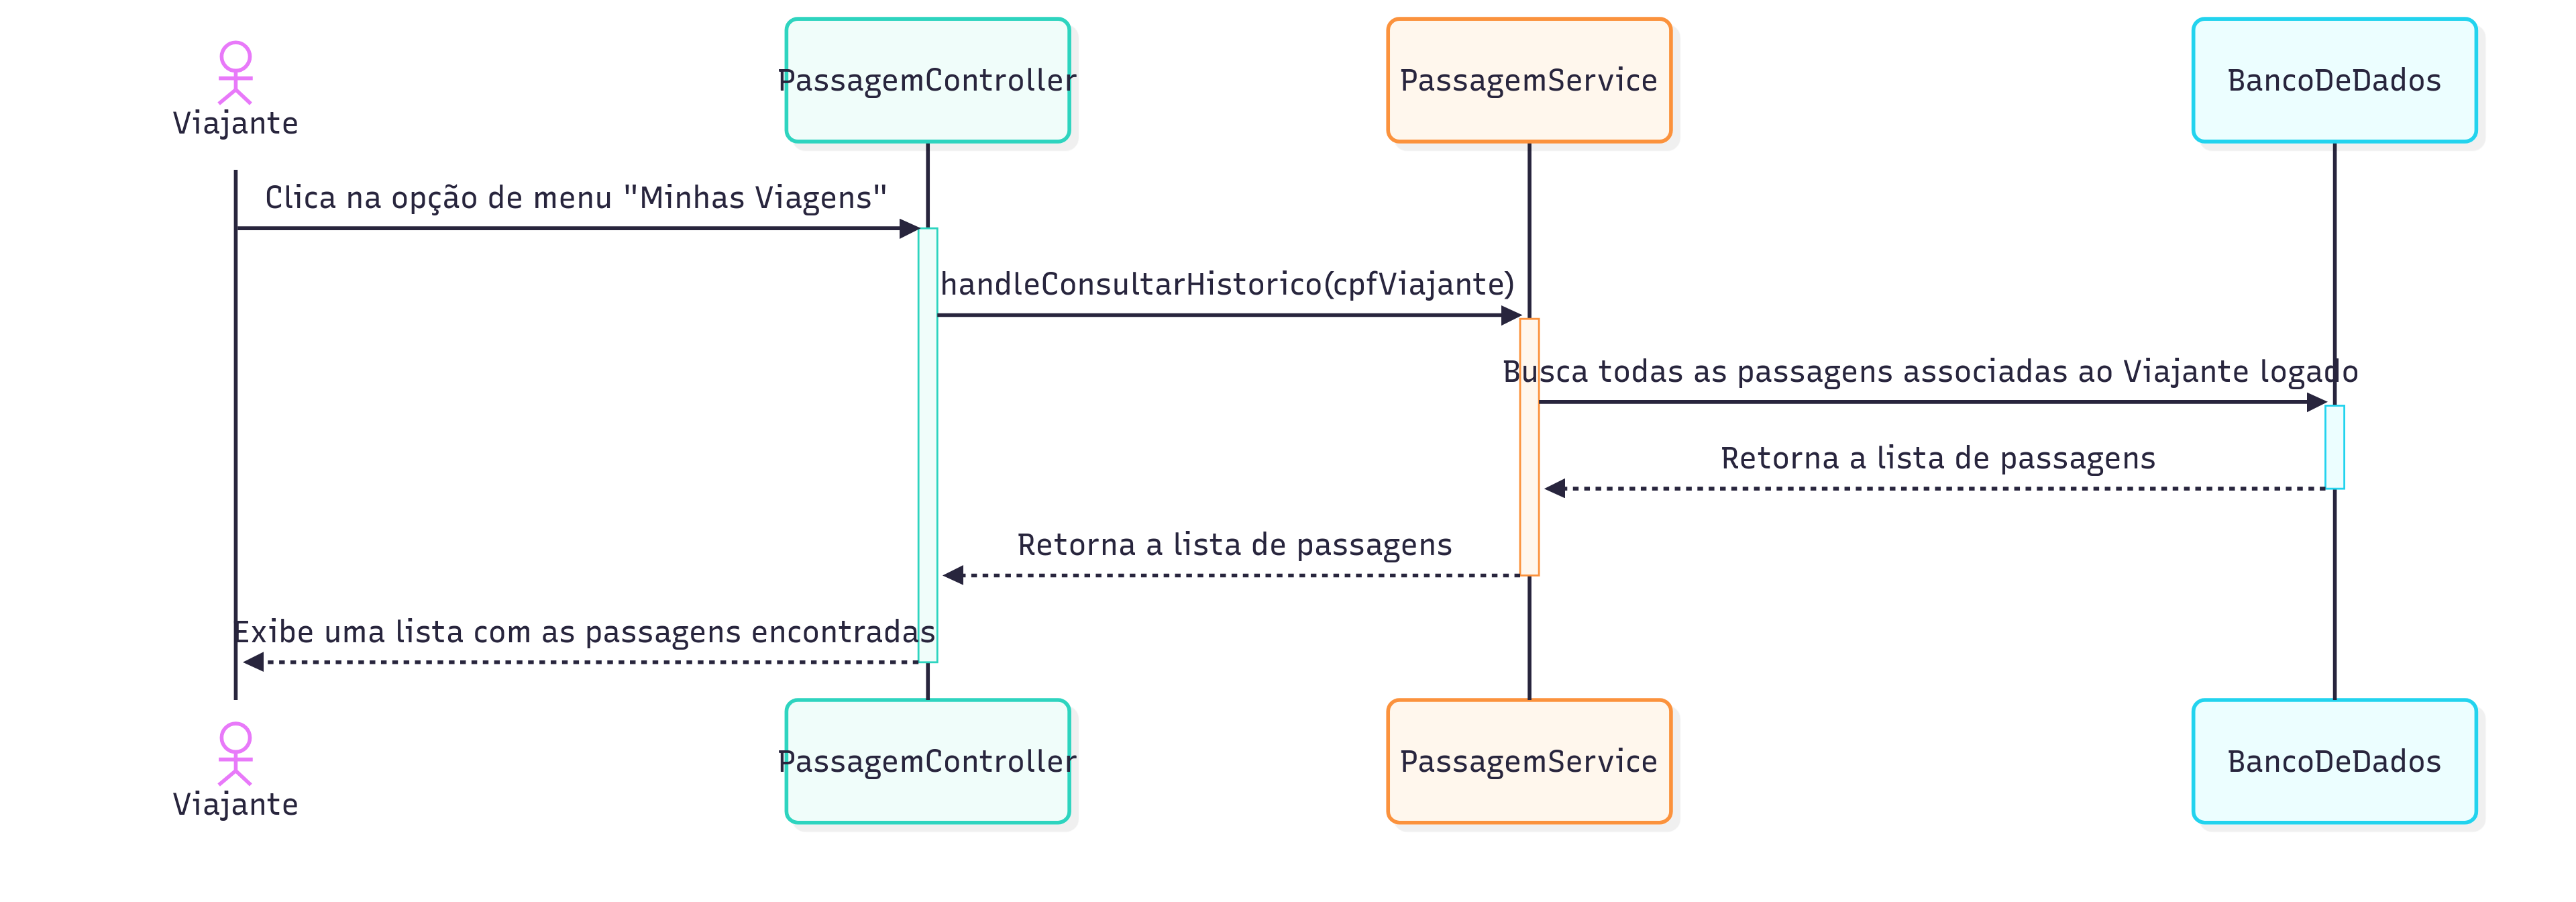 Viajante
PassagemController
PassagemService
BancoDeDados
Clica na opção de menu "Minhas Viagens"
handleConsultarHistorico(cpfViajante)
Busca todas as passagens associadas ao Viajante logado
Retorna a lista de passagens
Retorna a lista de passagens
Exibe uma lista com as passagens encontradas
Viajante
PassagemController
PassagemService
BancoDeDados